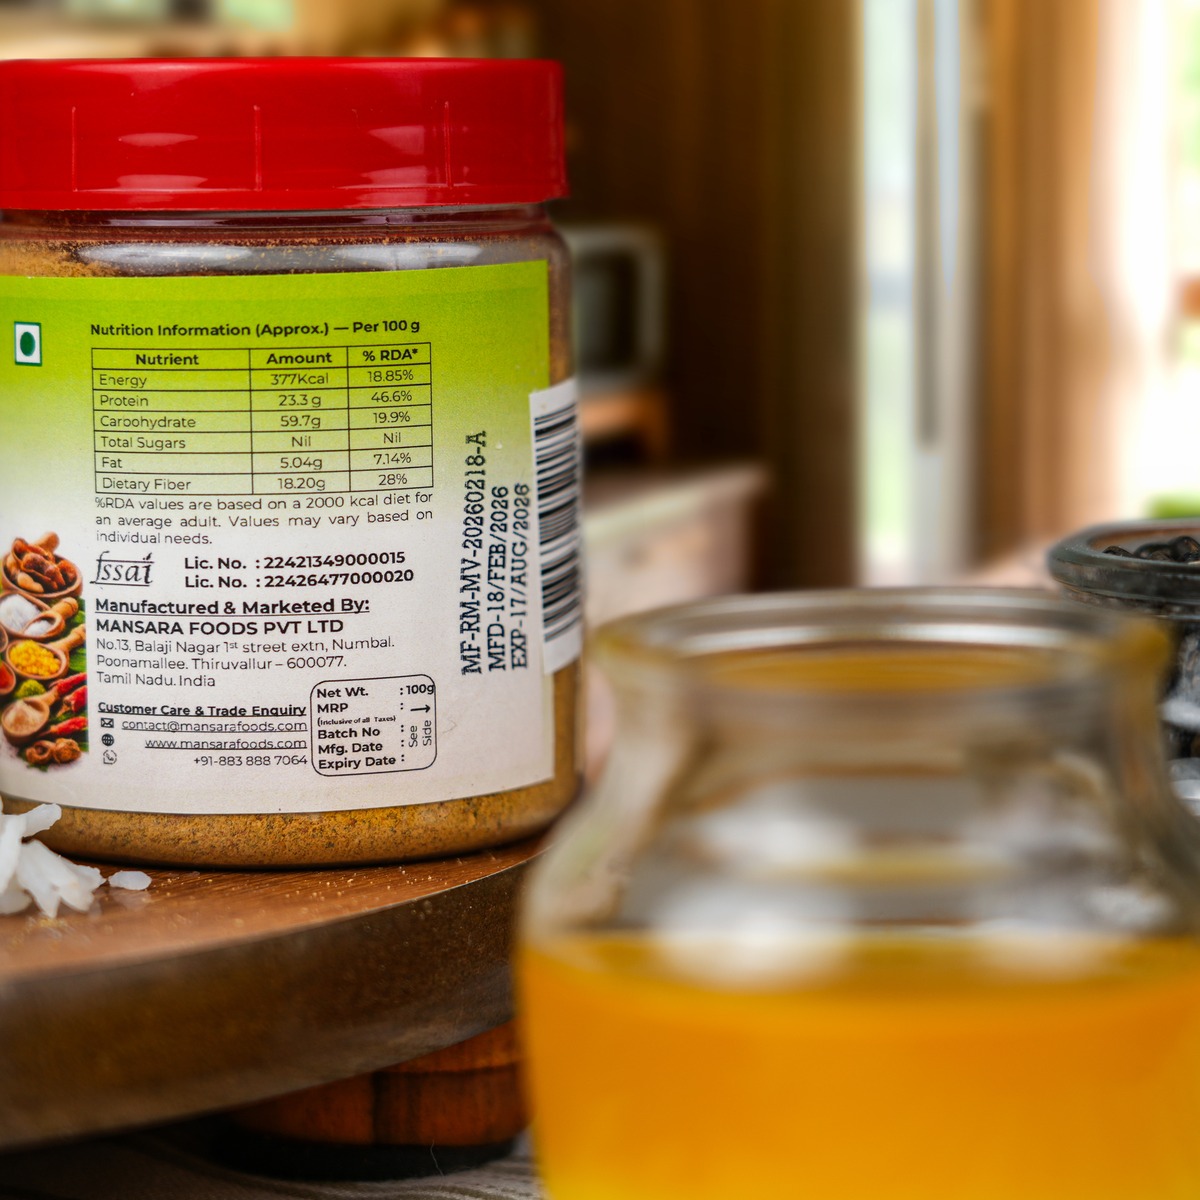 Nutrition Information (Approx.) — Per 100 g
Nutrient Amount % RDA*
Energy 377Kcal 18.85%
Protein 23.3 g 46.6%
Carbohydrate 59.7g 19.9%
Total Sugars Nil Nil
Fat 5.04g 7.14%
Dietary Fiber 18.20g 28%
%RDA values are based on a 2000 kcal diet for
an average adult. Values may vary based on
individual needs.
fssai
Lic. No. : 22421349000015
Lic. No. : 22426477000020
Manufactured & Marketed By:
MANSARA FOODS PVT LTD
No.13, Balaji Nagar 1st street extn, Numbal.
Poonamallee. Thiruvallur – 600077.
Tamil Nadu. India
Customer Care & Trade Enquiry
contact@mansarafoods.com
www.mansarafoods.com
+91-883 888 7064
Net Wt. : 100g
MRP :
(Inclusive of all Taxes)
Batch No :
Mfg. Date :
Expiry Date :
See
Side
MF-RM-MV-20260218-A
MFD-18/FEB/2026
EXP-17/AUG/2026